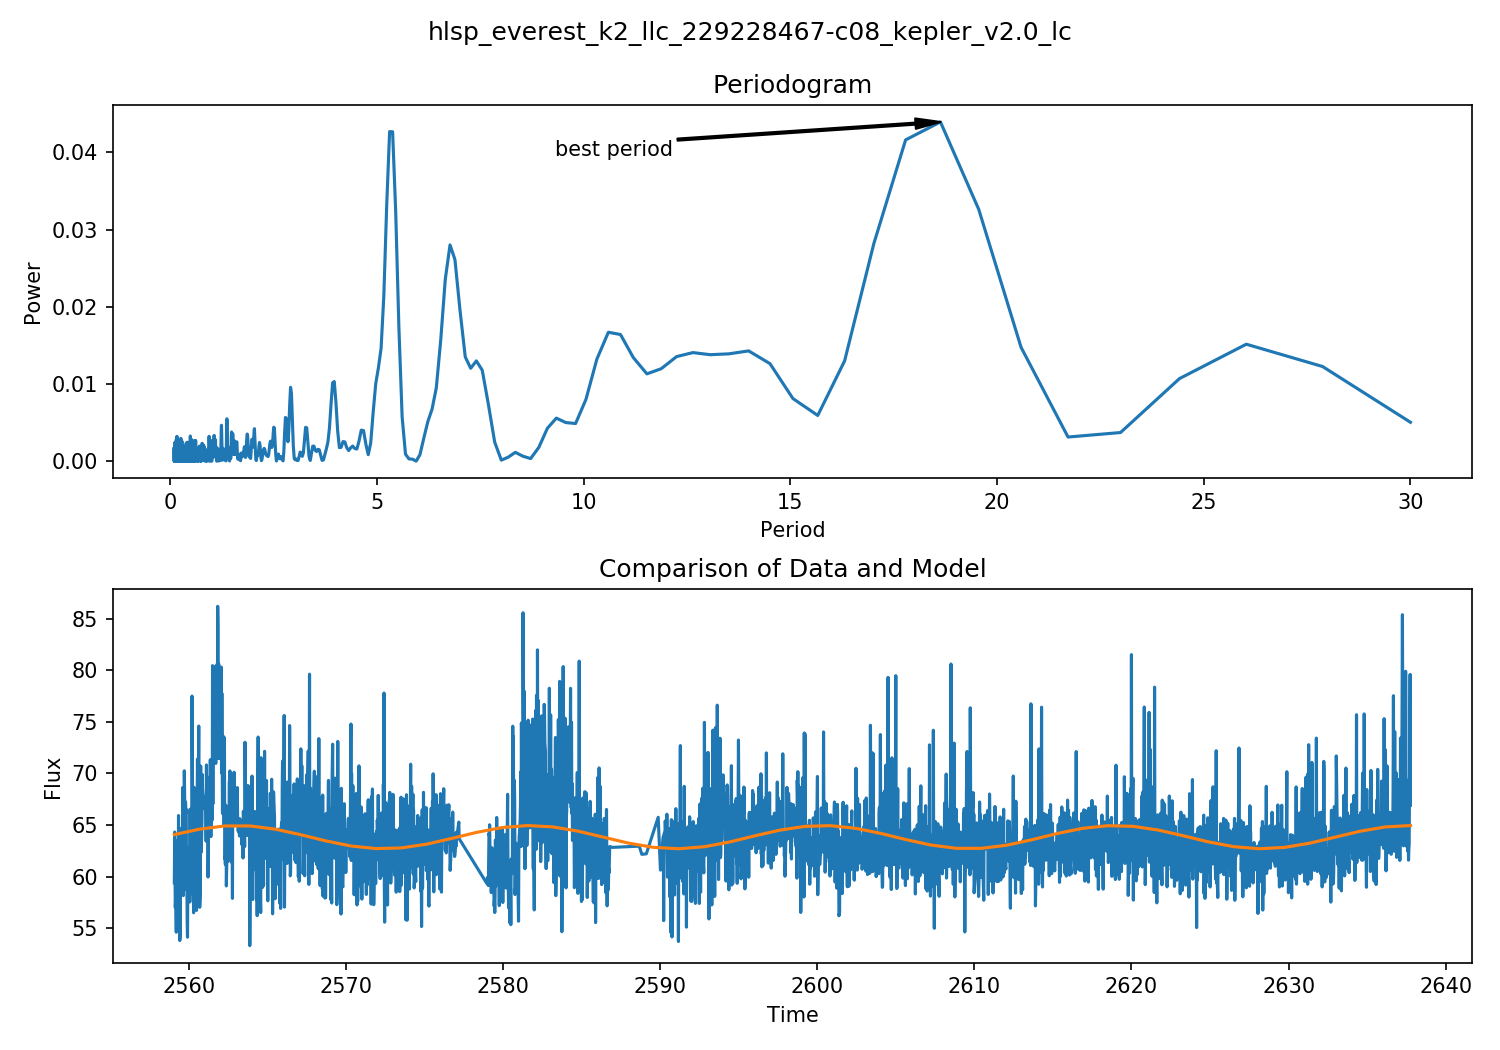 hlsp_everest_k2_llc_229228467-c08_kepler_v2.0_lc
Periodogram
best period
0.04
0.03
0.02
0.01
0.00
Power
0 5 10 15 20 25 30
Period
Comparison of Data and Model
85
80
75
70
65
60
55
Flux
2560 2570 2580 2590 2600 2610 2620 2630 2640
Time